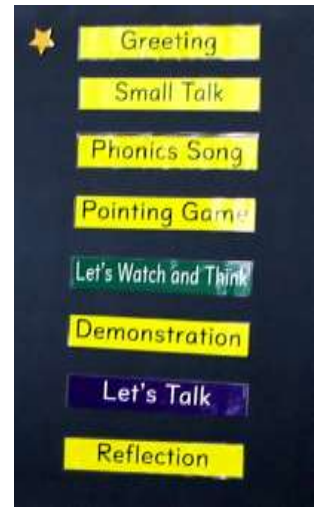 Greeting
Small Talk
Phonics Song
Pointing Game
Let's Watch and Think
Demonstration
Let's Talk
Reflection